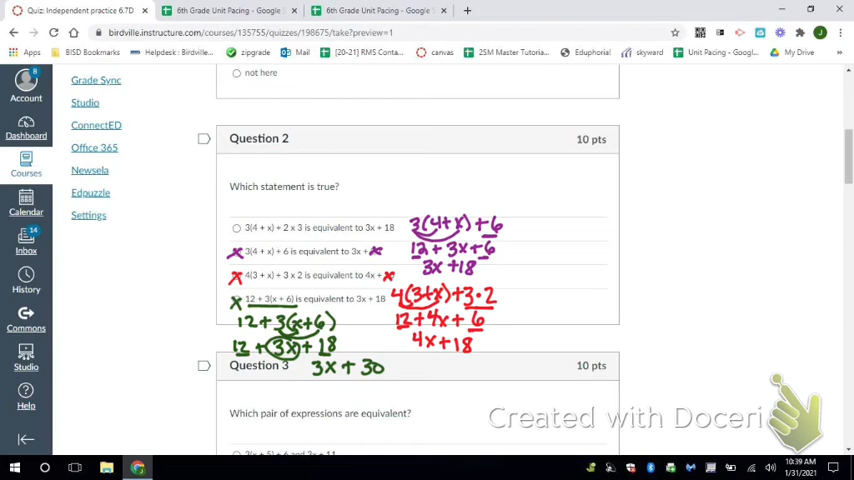 Quiz: Independent practice 6.7D
6th Grade Unit Pacing - Google
6th Grade Unit Pacing - Google
birdville.instructure.com/courses/135755/quizzes/198675/take?preview=1
Apps BISD Bookmarks Helpdesk : Birdville... zipgrade Mail [20-21] RMS Conta... canvas 2SM Master Tutoria... Eduphoria! skyward Unit Pacing - Googl... My Drive
8
Account
Dashboard
Courses
Calendar
14
Inbox
History
Commons
Studio
Help
Grade Sync
Studio
ConnectED
Office 365
Newsela
Edpuzzle
Settings
not here
Question 2 10 pts
Which statement is true?
3(4 + x) + 2 x 3 is equivalent to 3x + 18
x 3(4 + x) + 6 is equivalent to 3x + x
x 4(3 + x) + 3 x 2 is equivalent to 4x + x
x 12 + 3(x + 6) is equivalent to 3x + 18
3(4+x)+6
12+3x+6
3x+18
4(3+x)+3·2
12+4x+6
4x+18
12+3(x+6)
12+3x+18
3x+30
Question 3 10 pts
Which pair of expressions are equivalent?
Created with Doceri
10:39 AM
1/31/2021